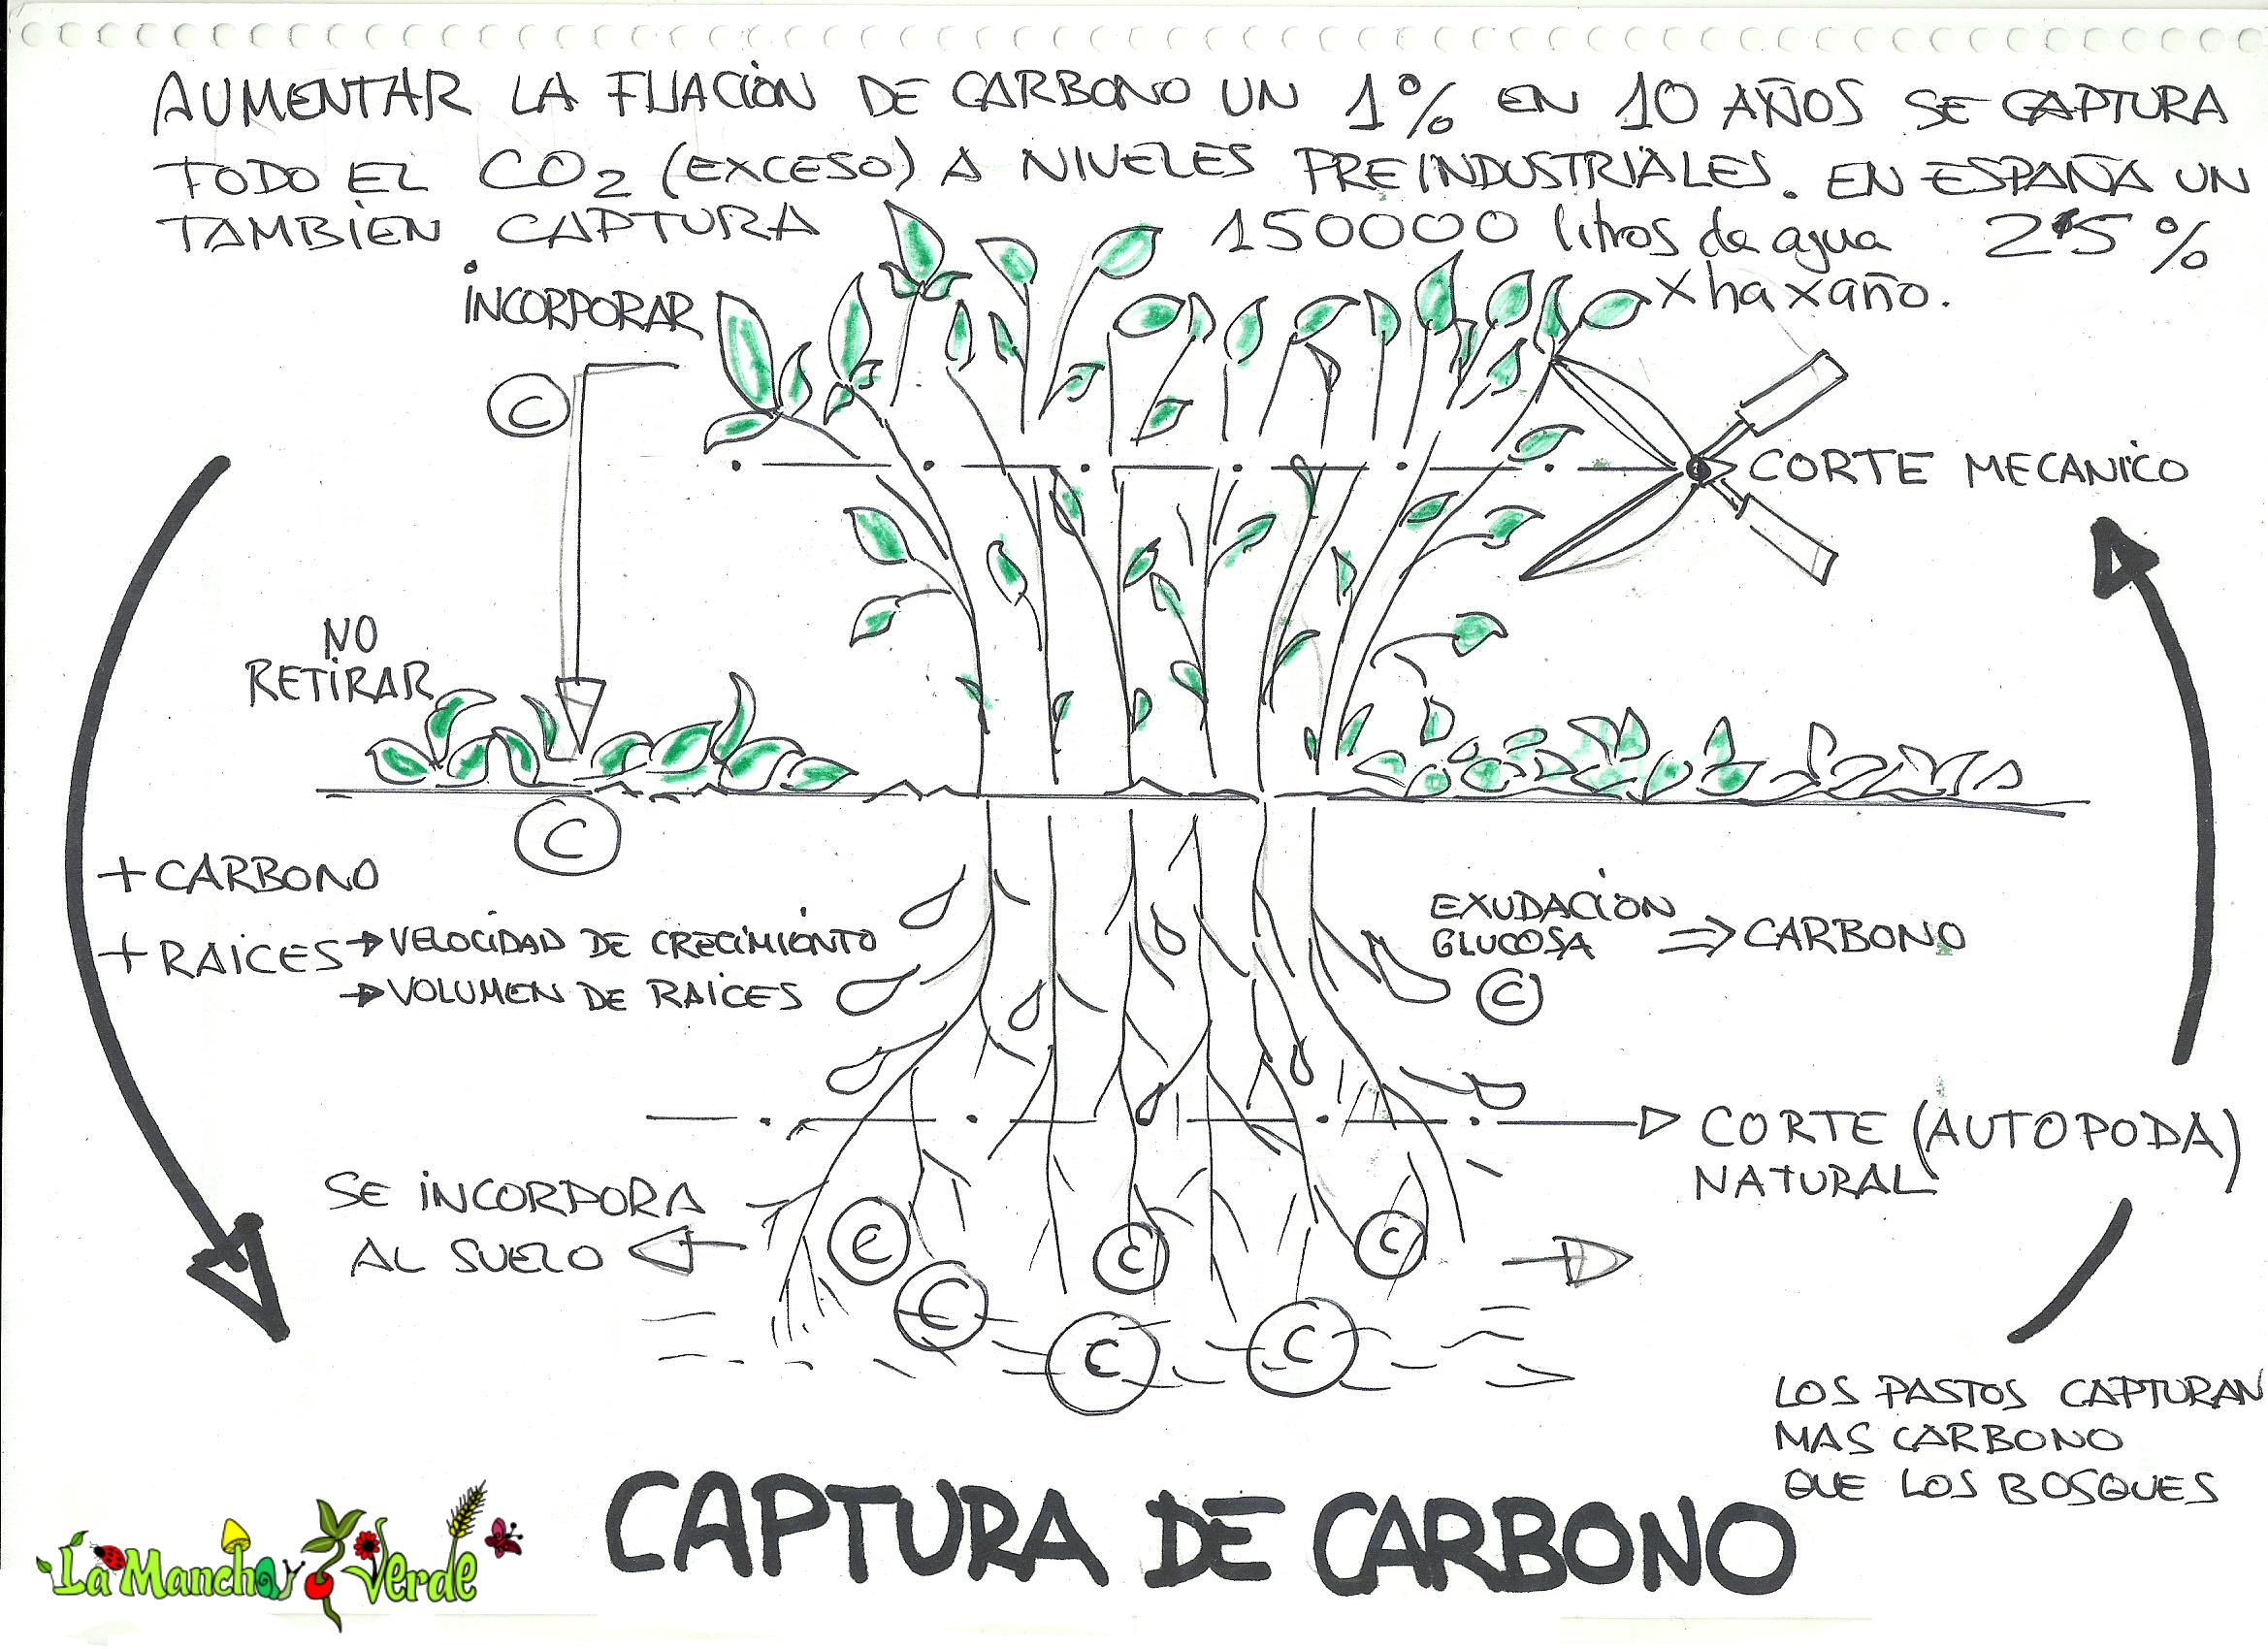 AUMENTAR LA FIJACIÓN DE CARBONO UN 1% EN 10 AÑOS SE CAPTURA
TODO EL CO2 (EXCESO) A NIVELES PREINDUSTRIALES. EN ESPAÑA UN
TAMBIÉN CAPTURA 150000 litros de agua 2'5%
x ha x año.
INCORPORAR
C
CORTE MECANICO
NO
RETIRAR
C
+ CARBONO
+ RAICES → VELOCIDAD DE CRECIMIENTO
→ VOLUMEN DE RAICES
EXUDACIÓN
GLUCOSA ⇒ CARBONO
C
CORTE (AUTOPODA)
NATURAL
SE INCORPORA
AL SUELO
C C C
C C C
LOS PASTOS CAPTURAN
MAS CARBONO
QUE LOS BOSQUES
CAPTURA DE CARBONO
La Mancha Verde